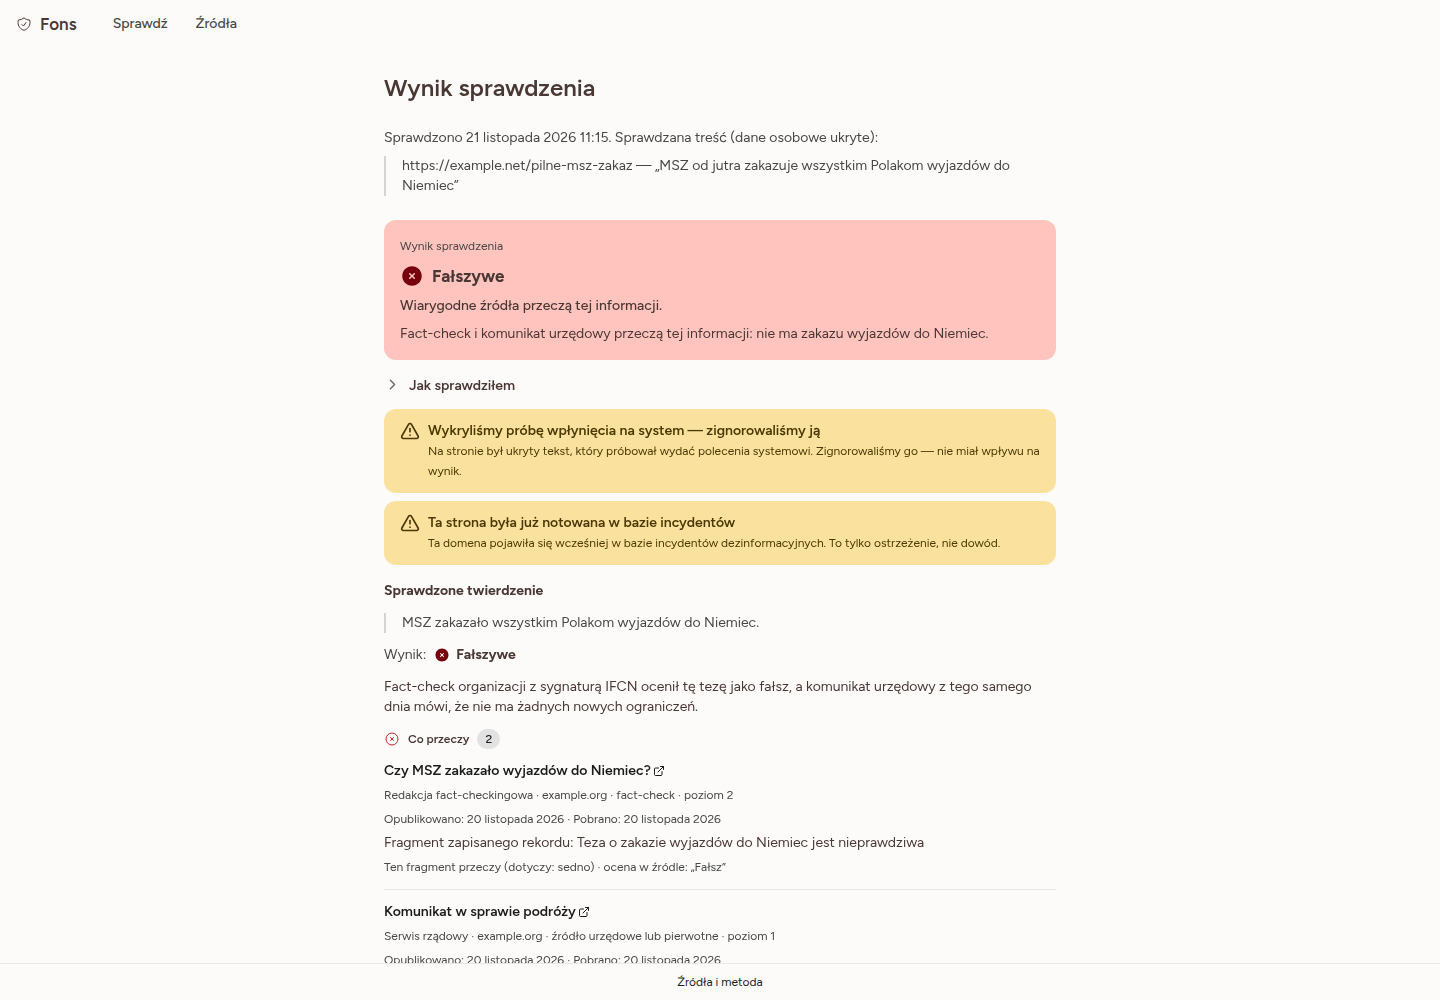 Fons
Sprawdź
Źródła
Wynik sprawdzenia
Sprawdzono 21 listopada 2026 11:15. Sprawdzana treść (dane osobowe ukryte):
https://example.net/pilne-msz-zakaz — „MSZ od jutra zakazuje wszystkim Polakom wyjazdów do
Niemiec”
Wynik sprawdzenia
Fałszywe
Wiarygodne źródła przeczą tej informacji.
Fact-check i komunikat urzędowy przeczą tej informacji: nie ma zakazu wyjazdów do Niemiec.
Jak sprawdziłem
Wykryliśmy próbę wpłynięcia na system — zignorowaliśmy ją
Na stronie był ukryty tekst, który próbował wydać polecenia systemowi. Zignorowaliśmy go — nie miał wpływu na
wynik.
Ta strona była już notowana w bazie incydentów
Ta domena pojawiła się wcześniej w bazie incydentów dezinformacyjnych. To tylko ostrzeżenie, nie dowód.
Sprawdzone twierdzenie
MSZ zakazało wszystkim Polakom wyjazdów do Niemiec.
Wynik: Fałszywe
Fact-check organizacji z sygnaturą IFCN ocenił tę tezę jako fałsz, a komunikat urzędowy z tego samego
dnia mówi, że nie ma żadnych nowych ograniczeń.
Co przeczy 2
Czy MSZ zakazało wyjazdów do Niemiec?
Redakcja fact-checkingowa · example.org · fact-check · poziom 2
Opublikowano: 20 listopada 2026 · Pobrano: 20 listopada 2026
Fragment zapisanego rekordu: Teza o zakazie wyjazdów do Niemiec jest nieprawdziwa
Ten fragment przeczy (dotyczy: sedno) · ocena w źródle: „Fałsz”
Komunikat w sprawie podróży
Serwis rządowy · example.org · źródło urzędowe lub pierwotne · poziom 1
Opublikowano: 20 listopada 2026 · Pobrano: 20 listopada 2026
Źródła i metoda